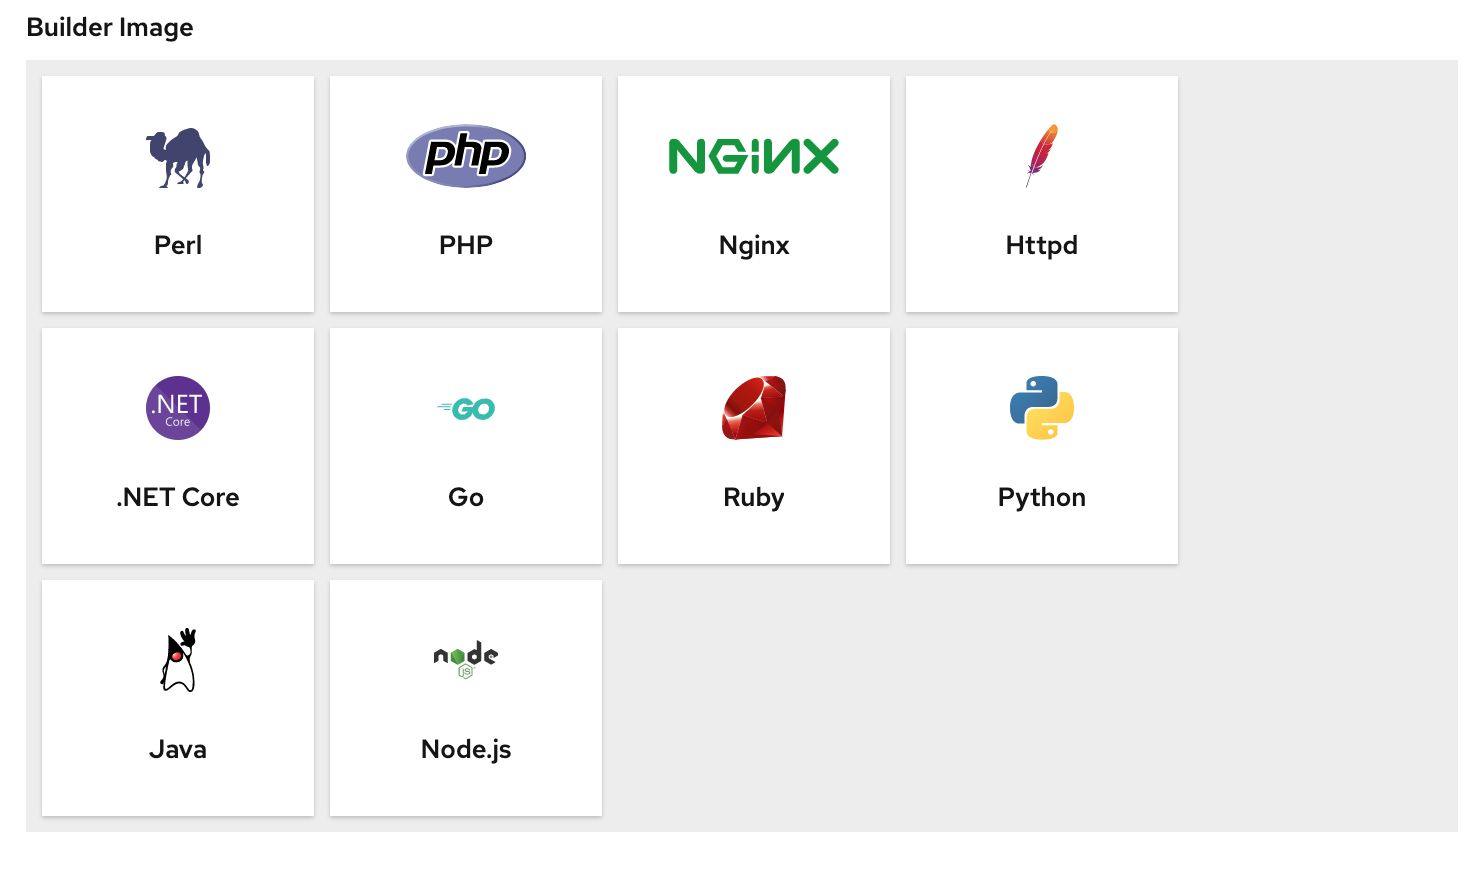 Builder Image
php
NGINX
Perl
PHP
Nginx
Httpd
.NET
Core
GO
.NET Core
Go
Ruby
Python
node
JS
Java
Node.js